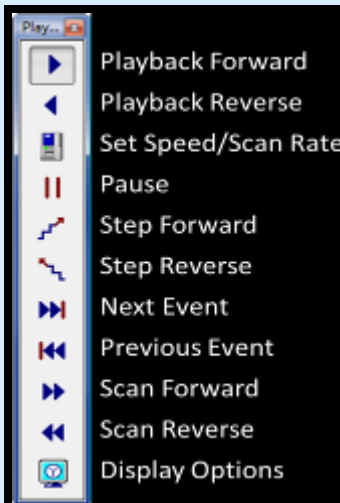 Play...
Playback Forward
Playback Reverse
Set Speed/Scan Rate
Pause
Step Forward
Step Reverse
Next Event
Previous Event
Scan Forward
Scan Reverse
Display Options